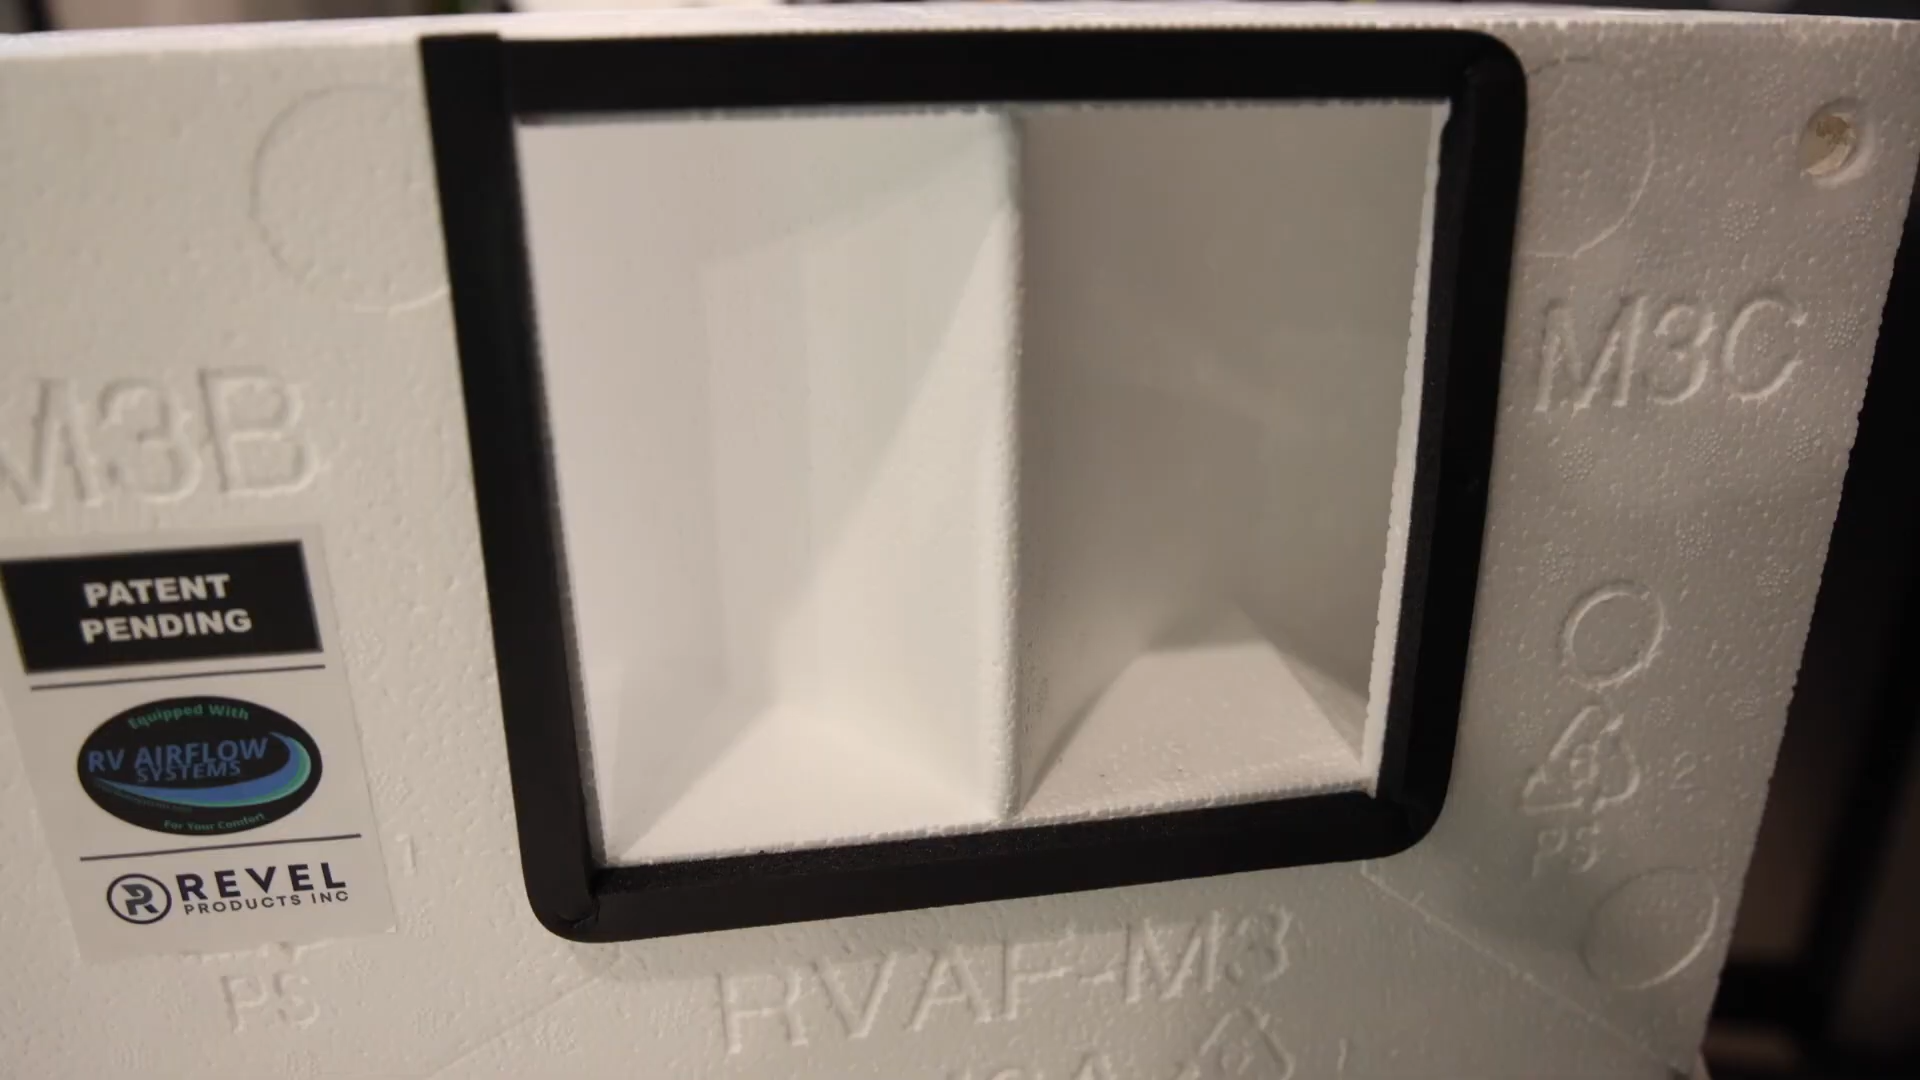 M3B
M3C
PATENT
PENDING
Equipped With
RV AIRFLOW
SYSTEMS
For Your Comfort
REVEL
PRODUCTS INC
PS
RVAF-M3
PS